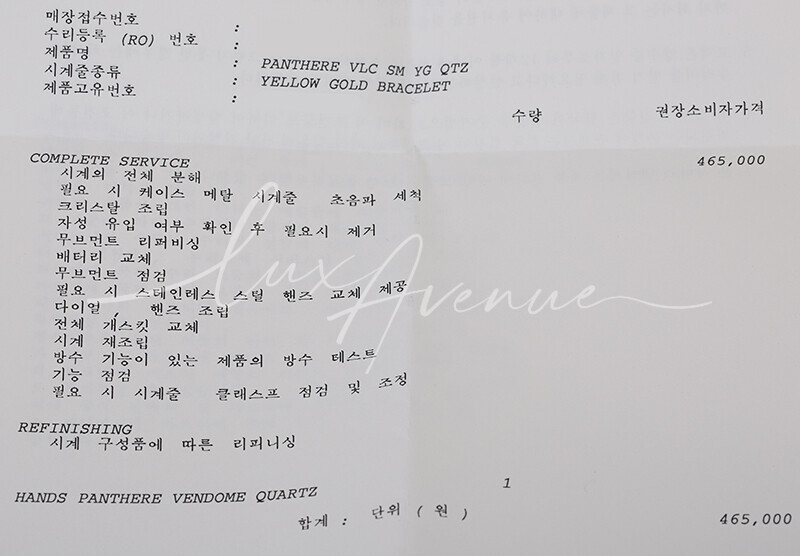 매장접수번호 :
수리등록 (RO) 번호 :
제품명 : PANTHERE VLC SM YG QTZ
시계줄종류 : YELLOW GOLD BRACELET
제품고유번호 :
수량 권장소비자가격
COMPLETE SERVICE 465,000
시계의 전체 분해
필요 시 케이스 메탈 시계줄 초음파 세척
크리스탈 조립
자성 유입 여부 확인 후 필요시 제거
무브먼트 리퍼비싱
배터리 교체
무브먼트 점검
필요 시 스테인레스 스틸 핸즈 교체 제공
다이얼 , 핸즈 조립
전체 개스킷 교체
시계 재조립
방수 기능이 있는 제품의 방수 테스트
기능 점검
필요 시 시계줄 클래스프 점검 및 조정
Lux Avenue
REFINISHING
시계 구성품에 따른 리피니싱
HANDS PANTHERE VENDOME QUARTZ 1
합계 : 단위 ( 원 ) 465,000